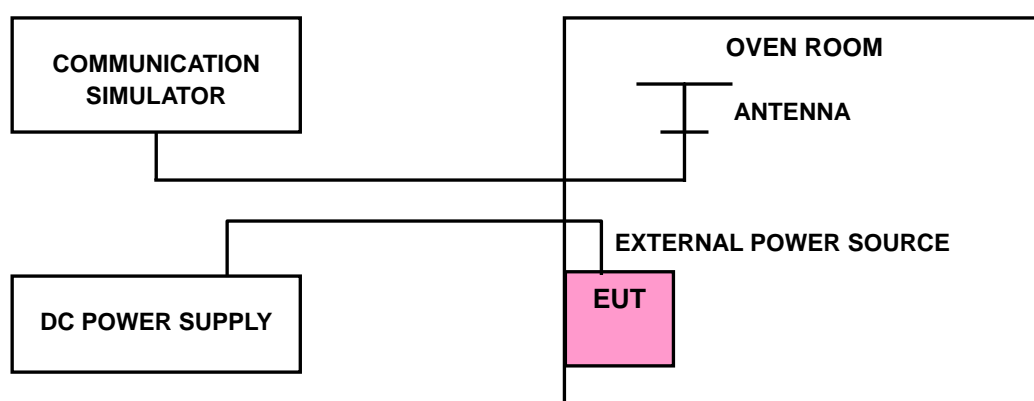 COMMUNICATION
SIMULATOR
OVEN ROOM
ANTENNA
EXTERNAL POWER SOURCE
DC POWER SUPPLY
EUT